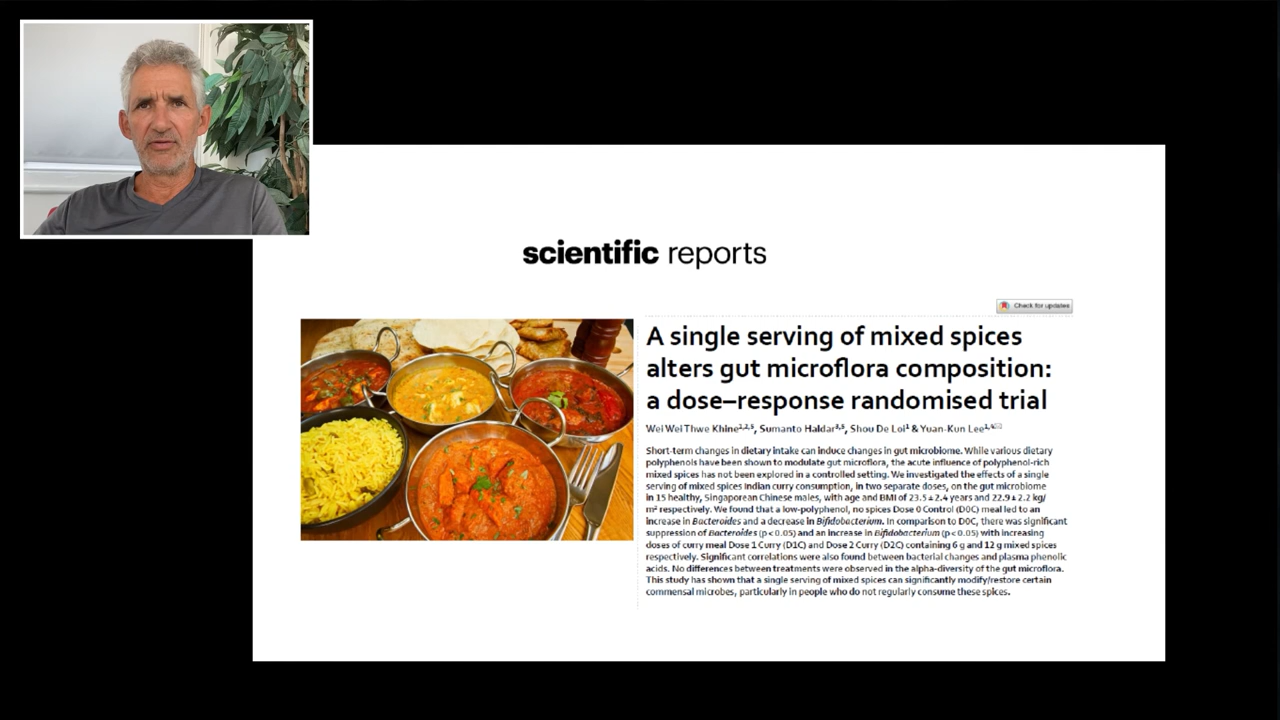 scientific reports
Check for updates
A single serving of mixed spices
alters gut microflora composition:
a dose–response randomised trial
Wei Wei Thwe Khine1,2,5, Sumanto Haldar3,5, Shou De Loi1 & Yuan-Kun Lee1,4✉
Short-term changes in dietary intake can induce changes in gut microbiome. While various dietary
polyphenols have been shown to modulate gut microflora, the acute influence of polyphenol-rich
mixed spices has not been explored in a controlled setting. We investigated the effects of a single
serving of mixed spices Indian curry consumption, in two separate doses, on the gut microbiome
in 15 healthy, Singaporean Chinese males, with age and BMI of 23.5 ± 2.4 years and 22.9 ± 2.2 kg/
m² respectively. We found that a low-polyphenol, no spices Dose 0 Control (D0C) meal led to an
increase in Bacteroides and a decrease in Bifidobacterium. In comparison to D0C, there was significant
suppression of Bacteroides (p < 0.05) and an increase in Bifidobacterium (p < 0.05) with increasing
doses of curry meal Dose 1 Curry (D1C) and Dose 2 Curry (D2C) containing 6 g and 12 g mixed spices
respectively. Significant correlations were also found between bacterial changes and plasma phenolic
acids. No differences between treatments were observed in the alpha-diversity of the gut microflora.
This study has shown that a single serving of mixed spices can significantly modify/restore certain
commensal microbes, particularly in people who do not regularly consume these spices.